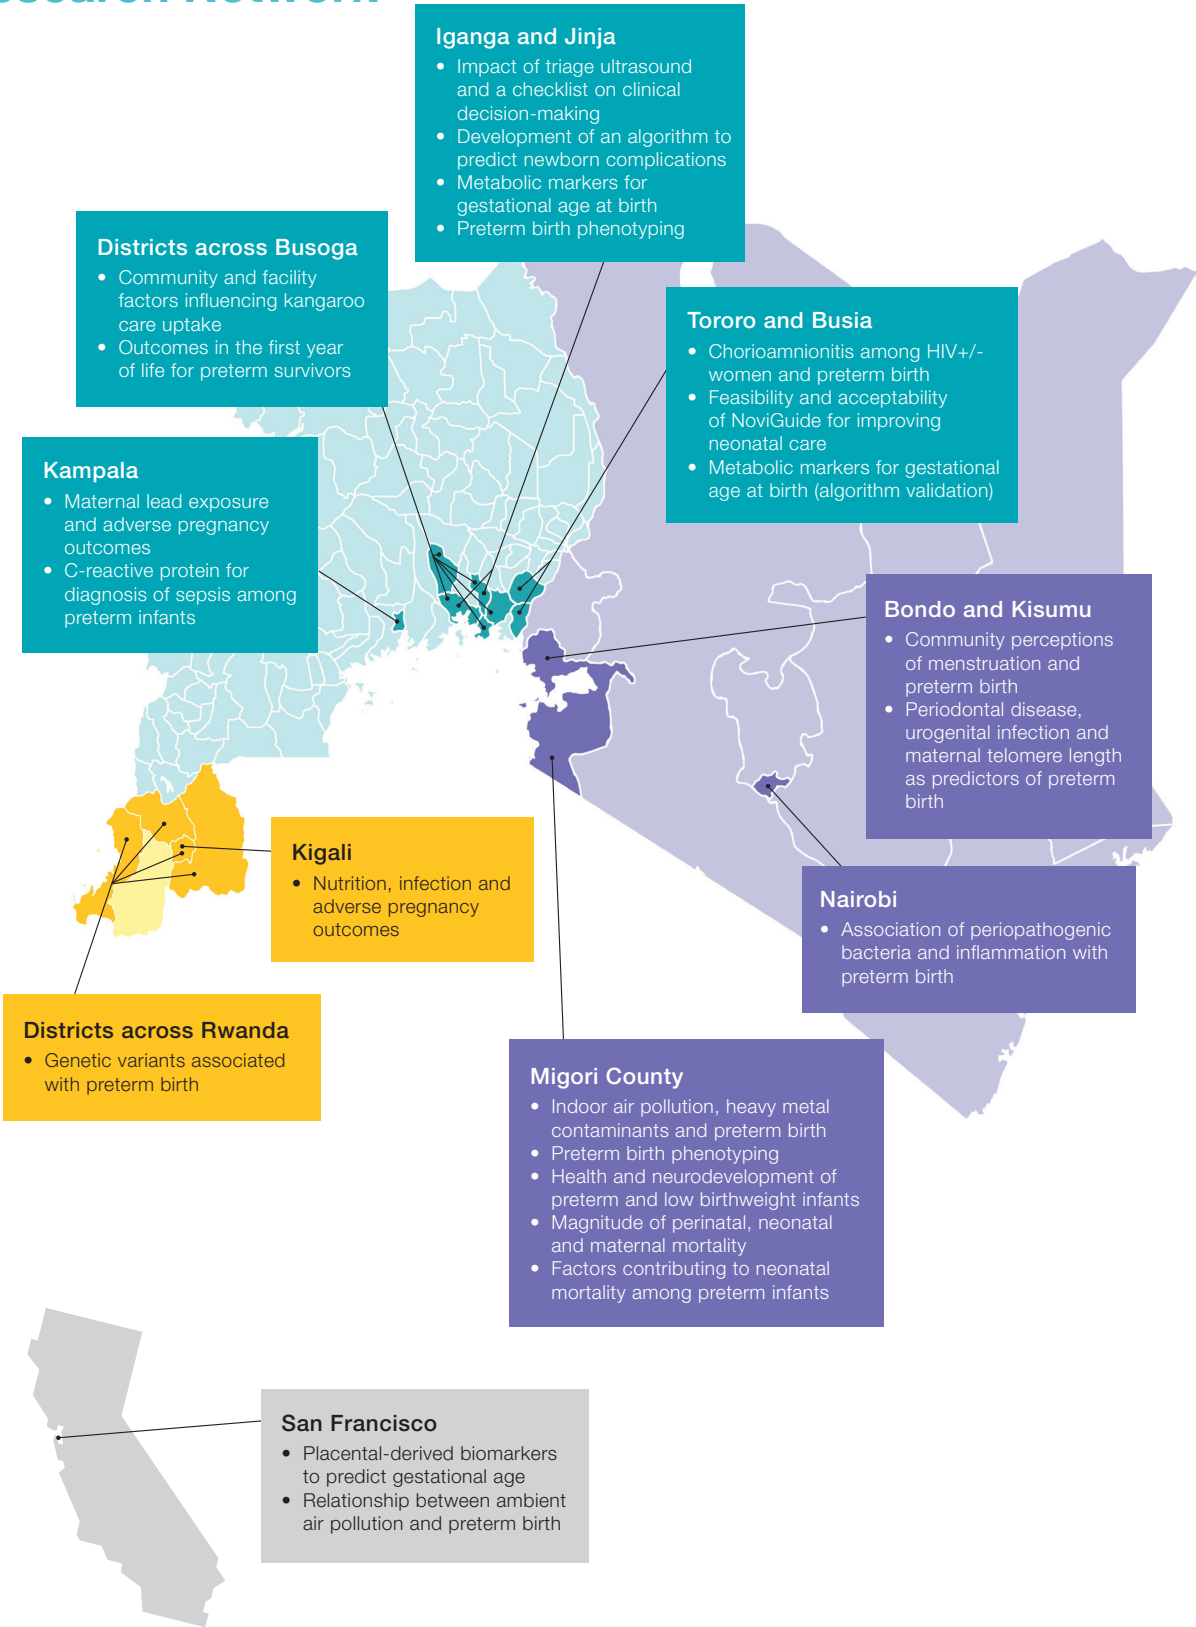 Research Network
Iganga and Jinja
• Impact of triage ultrasound
and a checklist on clinical
decision-making
• Development of an algorithm to
predict newborn complications
• Metabolic markers for
gestational age at birth
• Preterm birth phenotyping
Districts across Busoga
• Community and facility
factors influencing kangaroo
care uptake
• Outcomes in the first year
of life for preterm survivors
Tororo and Busia
• Chorioamnionitis among HIV+/-
women and preterm birth
• Feasibility and acceptability
of NoviGuide for improving
neonatal care
• Metabolic markers for gestational
age at birth (algorithm validation)
Kampala
• Maternal lead exposure
and adverse pregnancy
outcomes
• C-reactive protein for
diagnosis of sepsis among
preterm infants
Bondo and Kisumu
• Community perceptions
of menstruation and
preterm birth
• Periodontal disease,
urogenital infection and
maternal telomere length
as predictors of preterm
birth
Kigali
• Nutrition, infection and
adverse pregnancy
outcomes
Nairobi
• Association of periopathogenic
bacteria and inflammation with
preterm birth
Districts across Rwanda
• Genetic variants associated
with preterm birth
Migori County
• Indoor air pollution, heavy metal
contaminants and preterm birth
• Preterm birth phenotyping
• Health and neurodevelopment of
preterm and low birthweight infants
• Magnitude of perinatal, neonatal
and maternal mortality
• Factors contributing to neonatal
mortality among preterm infants
San Francisco
• Placental-derived biomarkers
to predict gestational age
• Relationship between ambient
air pollution and preterm birth